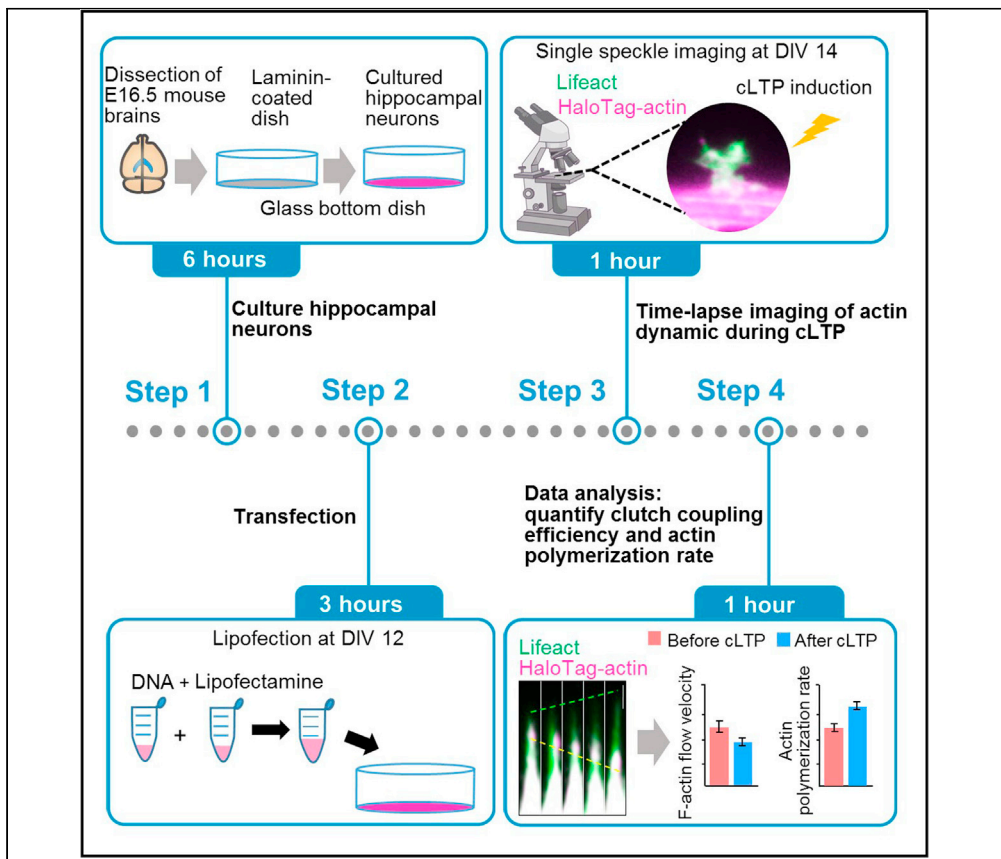 Dissection of
E16.5 mouse
brains
Laminin-
coated
dish
Cultured
hippocampal
neurons
Glass bottom dish
6 hours
Culture hippocampal
neurons
Single speckle imaging at DIV 14
Lifeact
HaloTag-actin
cLTP induction
1 hour
Time-lapse imaging of actin
dynamic during cLTP
Step 1
Step 2
Step 3
Step 4
Transfection
3 hours
Lipofection at DIV 12
DNA + Lipofectamine
+
Data analysis:
quantify clutch coupling
efficiency and actin
polymerization rate
1 hour
Lifeact
HaloTag-actin
Before cLTP
After cLTP
F-actin flow velocity
Actin
polymerization rate